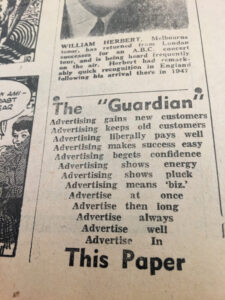 AK AMI-
PAST
WILLIAM HERBERT, Melbourne
tenor, has returned from London
successes for an A.B.C. concert
tour, and is being heard frequently
on the air. Herbert had remark-
ably quick recognition in England
following his arrival there in 1947
The "Guardian"
Advertising gains new customers
Advertising keeps old customers
Advertising liberally pays well
Advertising makes success easy
Advertising begets confidence
Advertising shows energy
Advertising shows pluck
Advertising means 'biz.'
Advertise at once
Advertise then long
Advertise always
Advertise well
Advertise In
This Paper